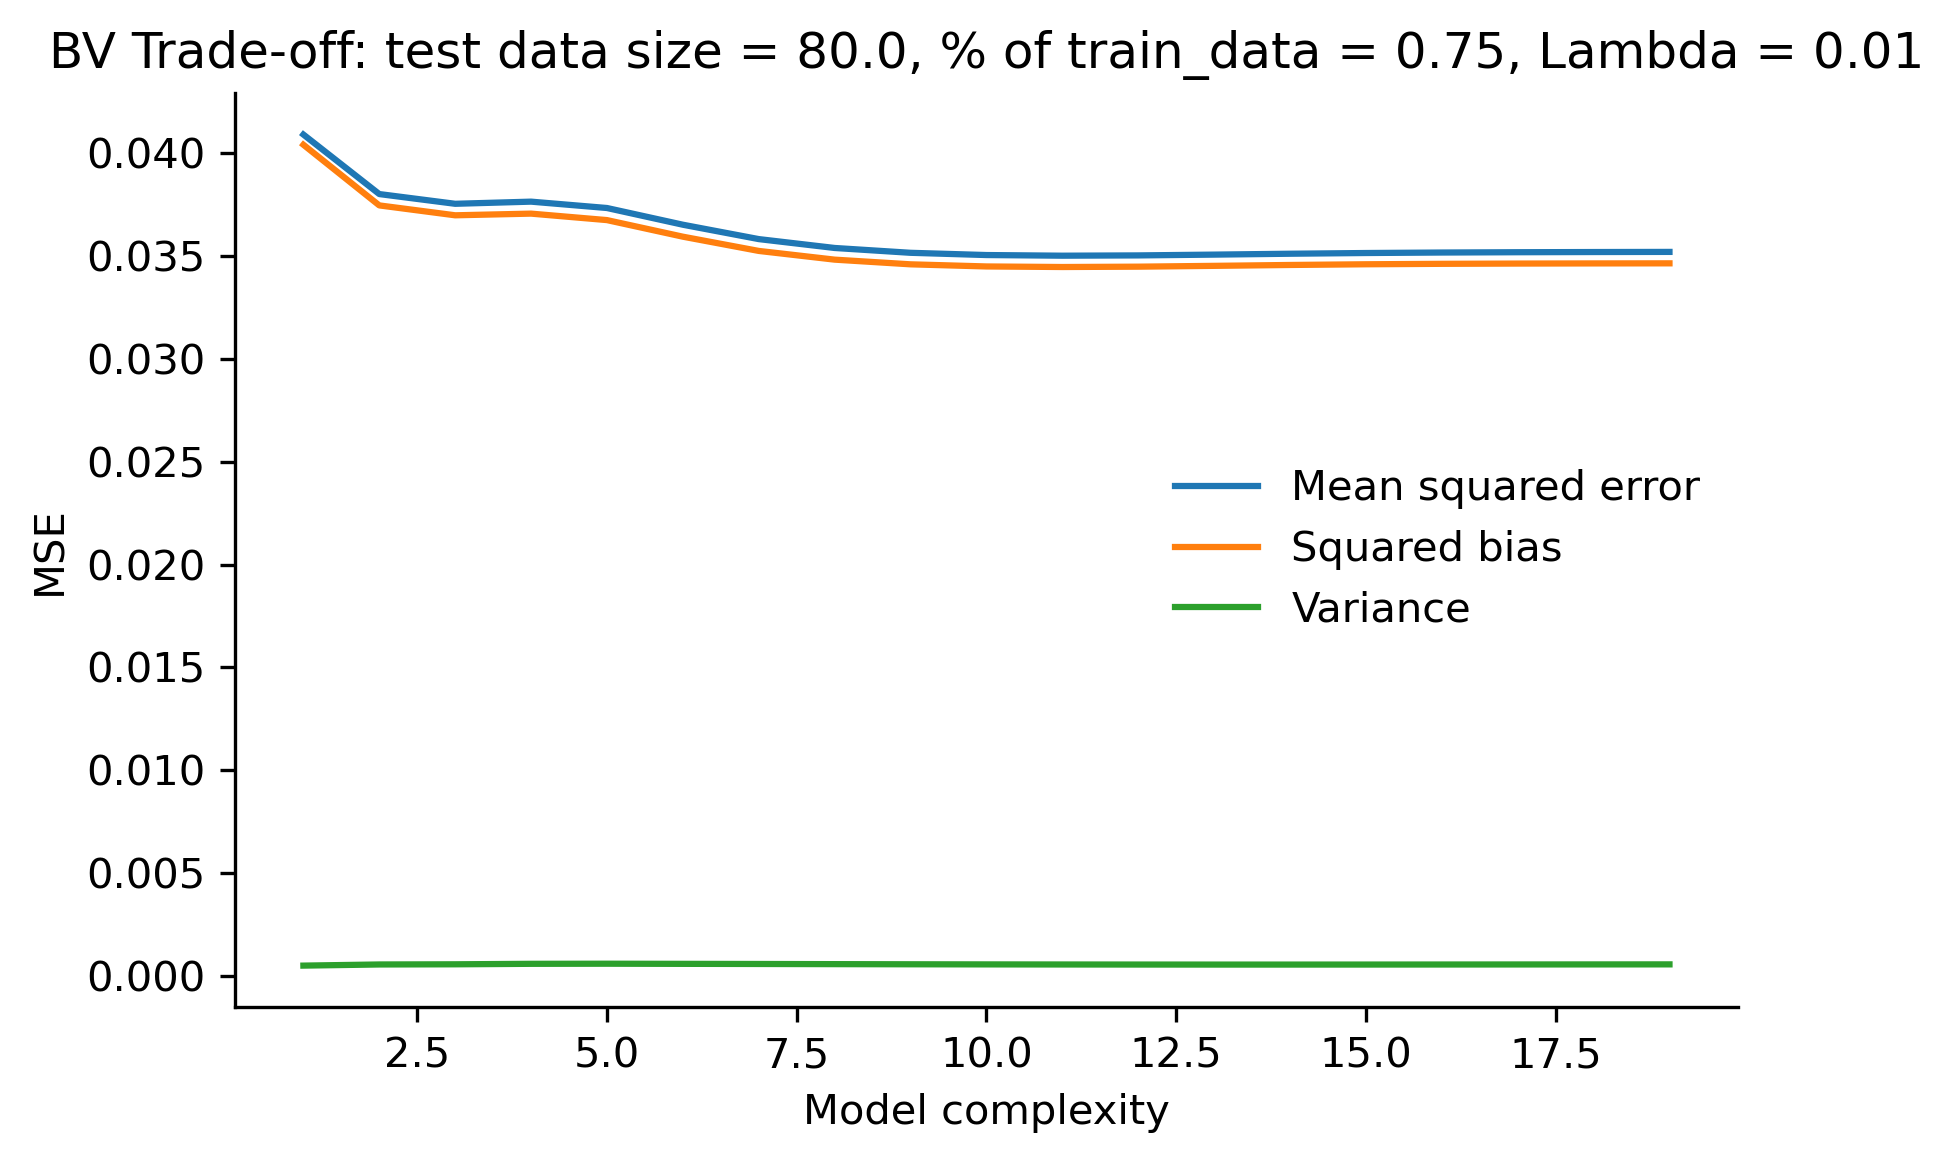 BV Trade-off: test data size = 80.0, % of train_data = 0.75, Lambda = 0.01
0.040
0.035
0.030
0.025
0.020
0.015
0.010
0.005
0.000
MSE
Mean squared error
Squared bias
Variance
2.5 5.0 7.5 10.0 12.5 15.0 17.5
Model complexity